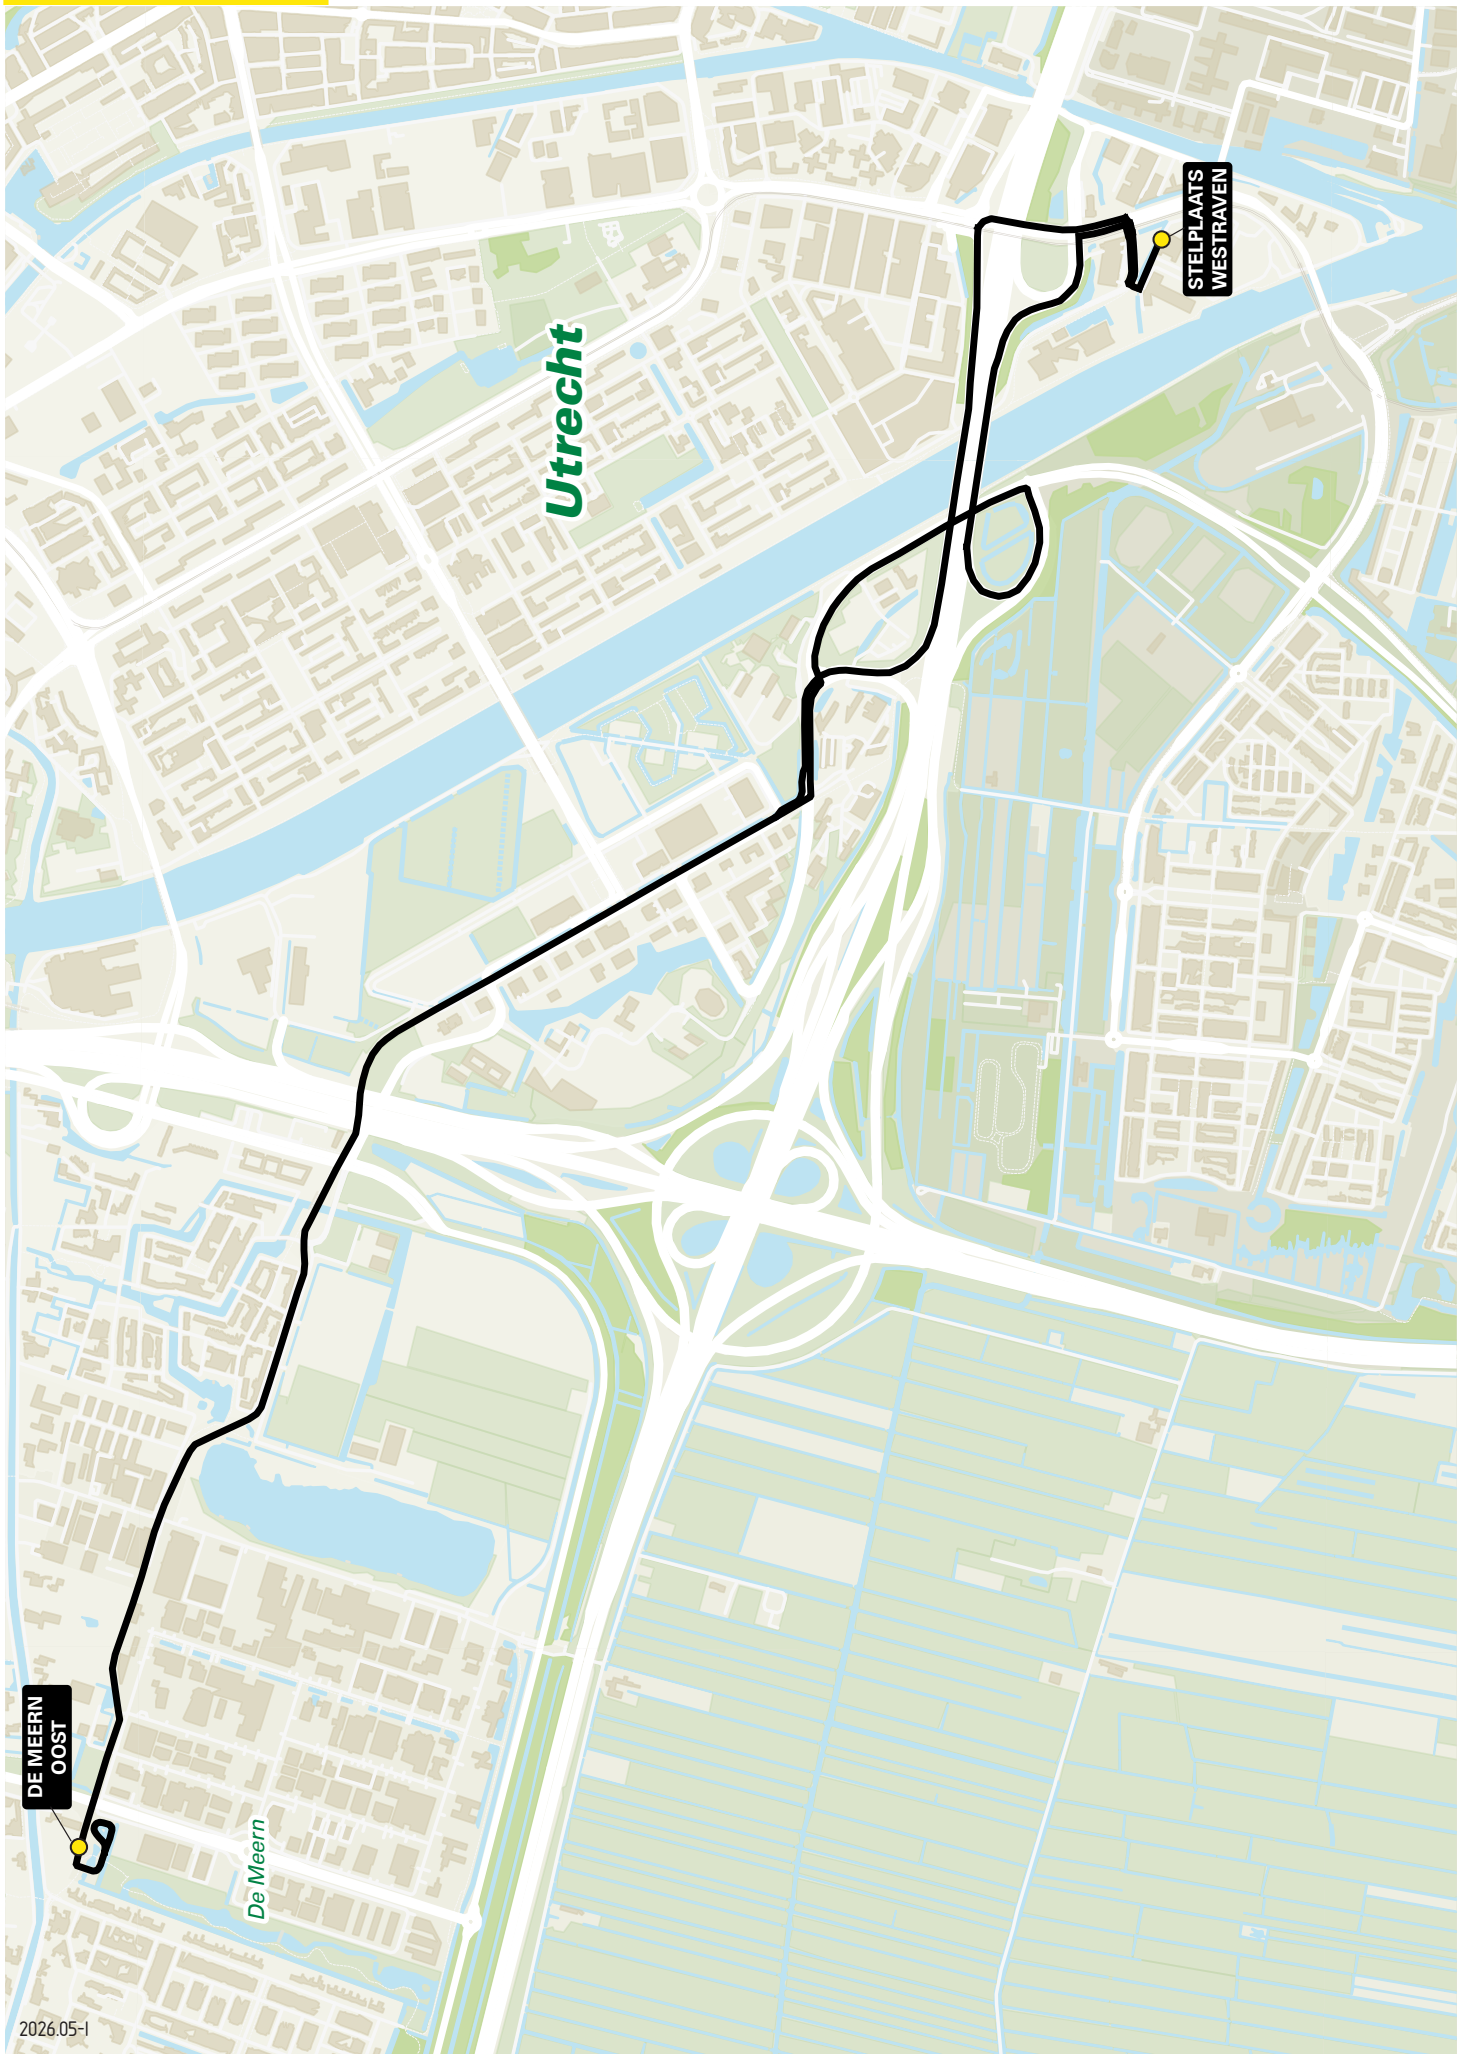 STELPLAATS
WESTRAVEN
Utrecht
DE MEERN
OOST
De Meern
2026.05-I